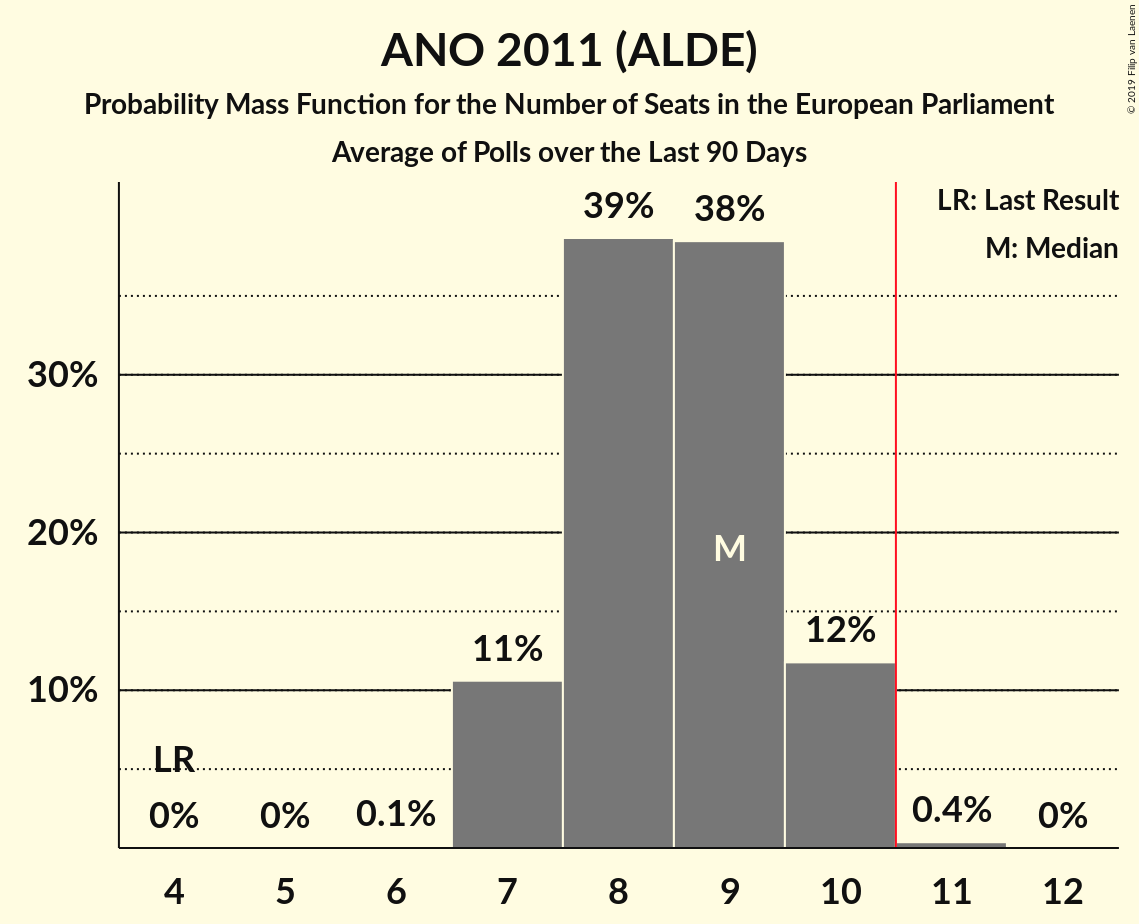 ANO 2011 (ALDE)
Probability Mass Function for the Number of Seats in the European Parliament
Average of Polls over the Last 90 Days
© 2019 Filip van Laenen
LR: Last Result
M: Median
39%
38%
30%
20%
M
12%
11%
10%
LR
0%
0%
0.1%
0.4%
0%
4 5 6 7 8 9 10 11 12